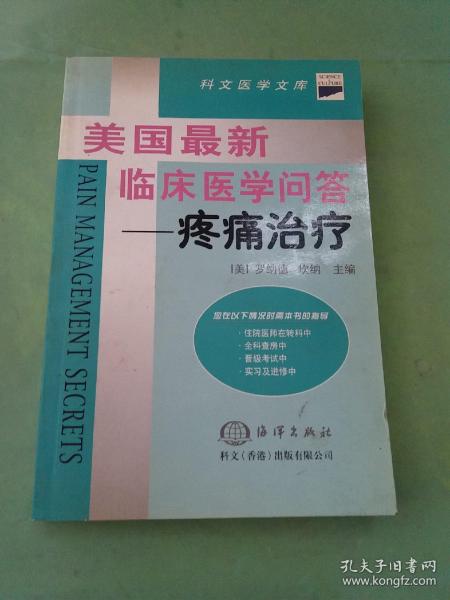 科文医学文库
SCIENCE
CULTURE
美国最新
临床医学问答
—疼痛治疗
[美] 罗纳德 坎纳 主编
PAIN MANAGEMENT SECRETS
您在以下情况时需本书的指导
·住院医师在转科中
·全科查房中
·晋级考试中
·实习及进修中
海洋出版社
科文(香港)出版有限公司
孔夫子旧书网
www.kongfz.com